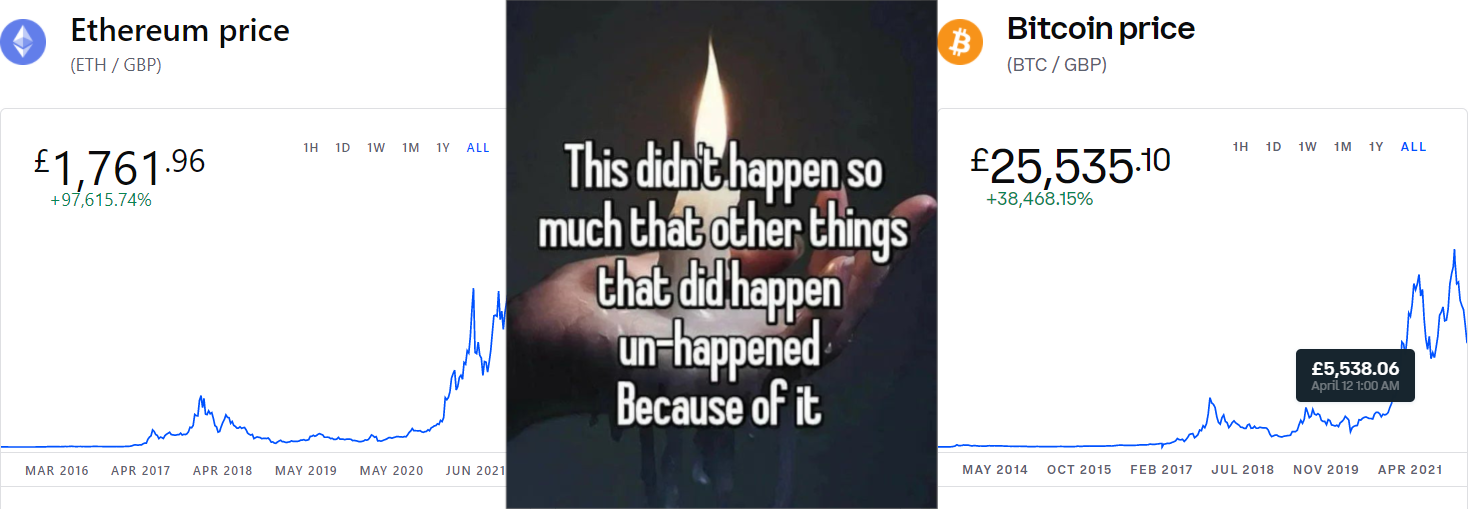 Ethereum price
(ETH / GBP)
£1,761.96
+97,615.74%
1H 1D 1W 1M 1Y ALL
MAR 2016 APR 2017 APR 2018 MAY 2019 MAY 2020 JUN 2021
This didn't happen so
much that other things
that did happen
un-happened
Because of it
Bitcoin price
(BTC / GBP)
£25,535.10
+38,468.15%
1H 1D 1W 1M 1Y ALL
£5,538.06
April 12 1:00 AM
MAY 2014 OCT 2015 FEB 2017 JUL 2018 NOV 2019 APR 2021